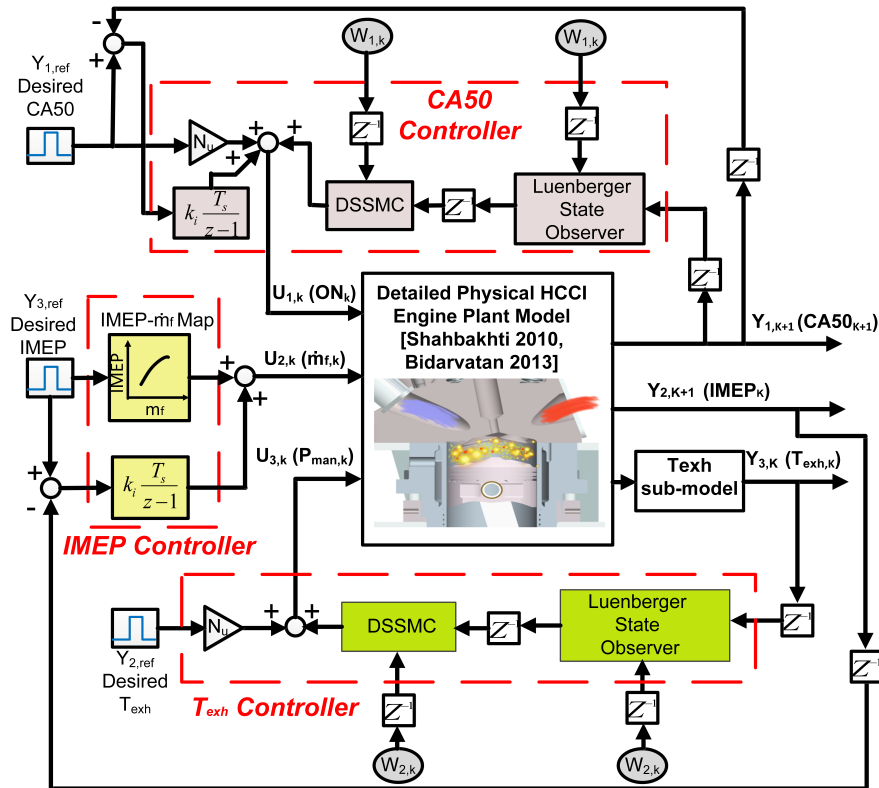 -
+
Y1,ref
Desired
CA50
W1,k
W1,k
CA50
Controller
Z⁻¹
Z⁻¹
Z⁻¹
Nu
+
+
+
DSSMC
Z⁻¹
Luenberger
State
Observer
ki Ts/(z−1)
Z⁻¹
U1,k (ONk)
Detailed Physical HCCI
Engine Plant Model
[Shahbakhti 2010,
Bidarvatan 2013]
Y1,K+1 (CA50K+1)
Y3,ref
Desired
IMEP
IMEP-ṁf Map
IMEP
mf
+
+
U2,k (ṁf,k)
Y2,K+1 (IMEPK)
U3,k (Pman,k)
Texh
sub-model
Y3,K (Texh,k)
+
-
ki Ts/(z−1)
IMEP Controller
Nu
+
+
DSSMC
Z⁻¹
Luenberger
State
Observer
Z⁻¹
Y2,ref
Desired
Texh
Texh Controller
Z⁻¹
Z⁻¹
Z⁻¹
W2,k
W2,k